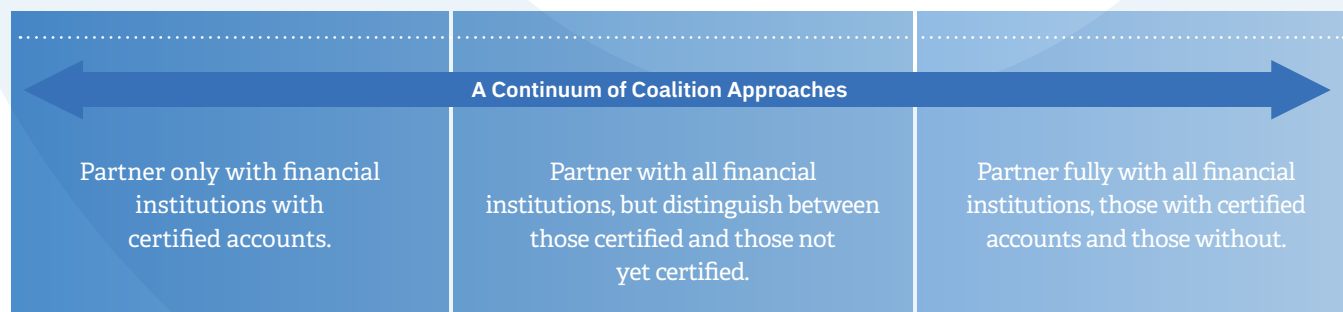 A Continuum of Coalition Approaches
Partner only with financial
institutions with
certified accounts.
Partner with all financial
institutions, but distinguish between
those certified and those not
yet certified.
Partner fully with all financial
institutions, those with certified
accounts and those without.